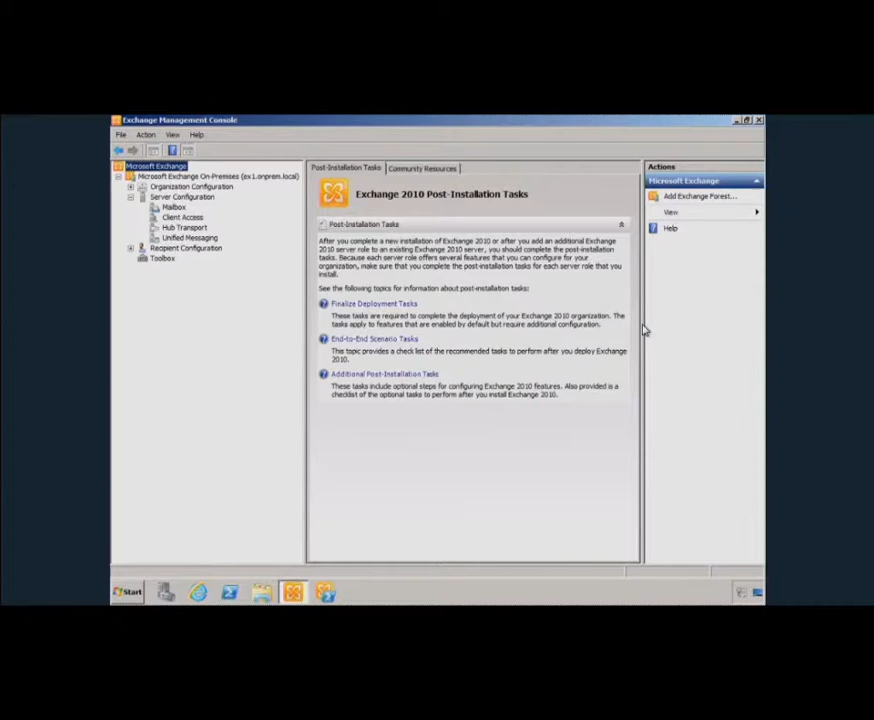 Exchange Management Console
File Action View Help
Microsoft Exchange
Microsoft Exchange On-Premises (ex1.onprem.local)
Organization Configuration
Server Configuration
Mailbox
Client Access
Hub Transport
Unified Messaging
Recipient Configuration
Toolbox
Post-Installation Tasks Community Resources
Exchange 2010 Post-Installation Tasks
Post-Installation Tasks
After you complete a new installation of Exchange 2010 or after you add an additional Exchange
2010 server role to an existing Exchange 2010 server, you should complete the post-installation
tasks. Because each server role offers several features that you can configure for your
organization, make sure that you complete the post-installation tasks for each server role that you
install.
See the following topics for information about post-installation tasks:
Finalize Deployment Tasks
These tasks are required to complete the deployment of your Exchange 2010 organization. The
tasks apply to features that are enabled by default but require additional configuration.
End-to-End Scenario Tasks
This topic provides a check list of the recommended tasks to perform after you deploy Exchange
2010.
Additional Post-Installation Tasks
These tasks include optional steps for configuring Exchange 2010 features. Also provided is a
checklist of the optional tasks to perform after you install Exchange 2010.
Actions
Microsoft Exchange
Add Exchange Forest...
View
Help
Start